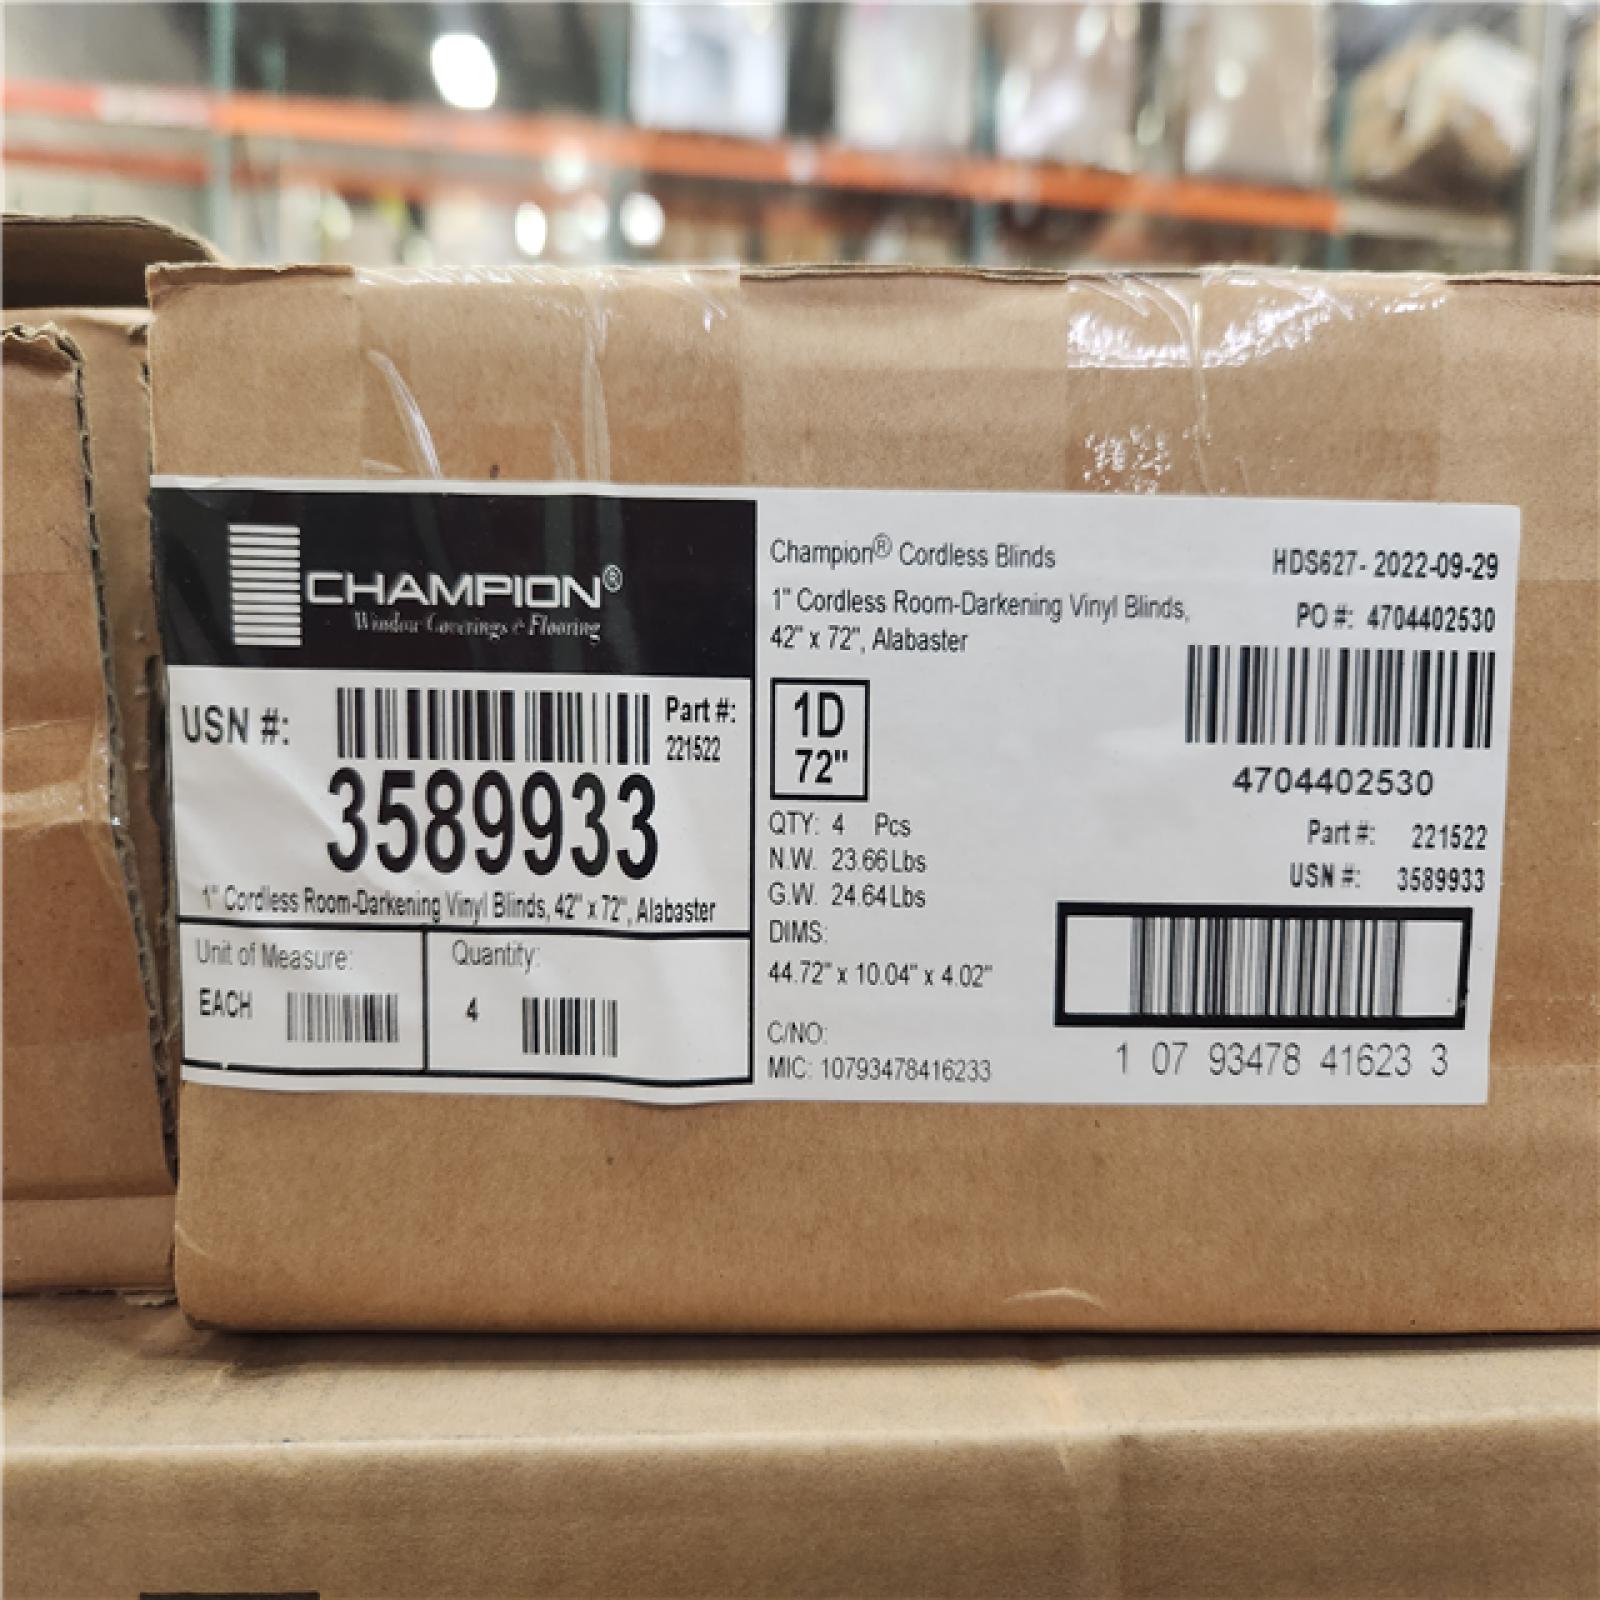 CHAMPION®
Window Coverings & Flooring
USN #:
Part #:
221522
3589933
1" Cordless Room-Darkening Vinyl Blinds, 42" x 72", Alabaster
Unit of Measure:
EACH
Quantity:
4
Champion® Cordless Blinds
1" Cordless Room-Darkening Vinyl Blinds,
42" x 72", Alabaster
1D
72"
QTY: 4 Pcs
N.W. 23.66 Lbs
G.W. 24.64 Lbs
DIMS:
44.72" x 10.04" x 4.02"
C/NO:
MIC: 10793478416233
HDS627- 2022-09-29
PO #: 4704402530
4704402530
Part #: 221522
USN #: 3589933
1 07 93478 41623 3